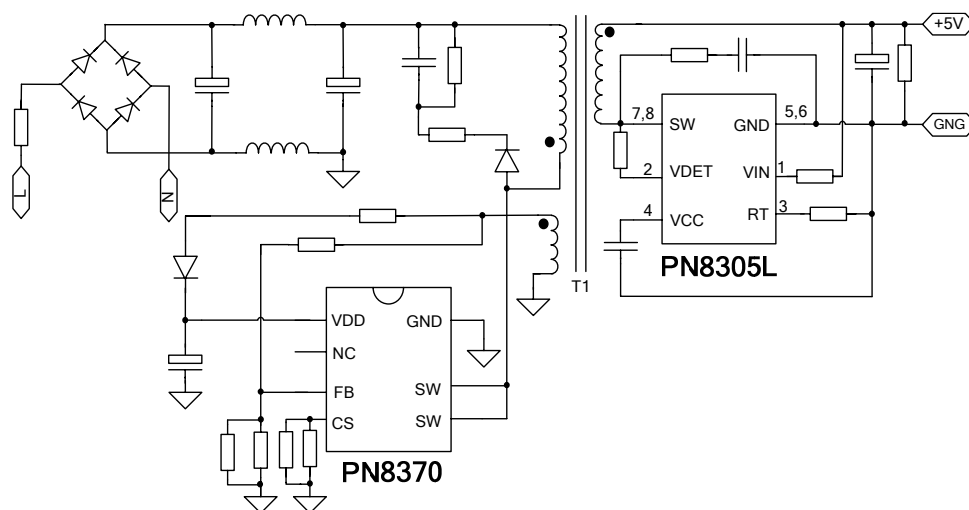 +5V
7,8
5,6
SW
GND
GNG
2
VDET
VIN
1
L
N
4
VCC
RT
3
PN8305L
T1
VDD
GND
NC
FB
SW
CS
SW
PN8370